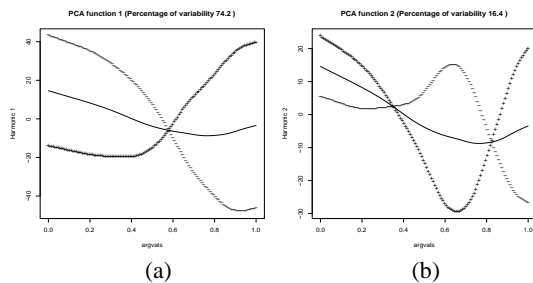 PCA function 1 (Percentage of variability 74.2 )
Harmonic 1
40
20
0
−20
−40
0.0 0.2 0.4 0.6 0.8 1.0
argvals
(a)
PCA function 2 (Percentage of variability 16.4 )
Harmonic 2
20
10
0
−10
−20
−30
0.0 0.2 0.4 0.6 0.8 1.0
argvals
(b)